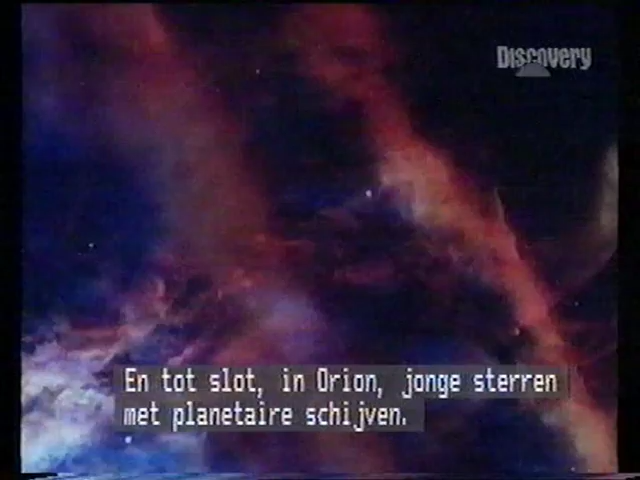 Discovery
En tot slot, in Orion, jonge sterren
met planetaire schijven.